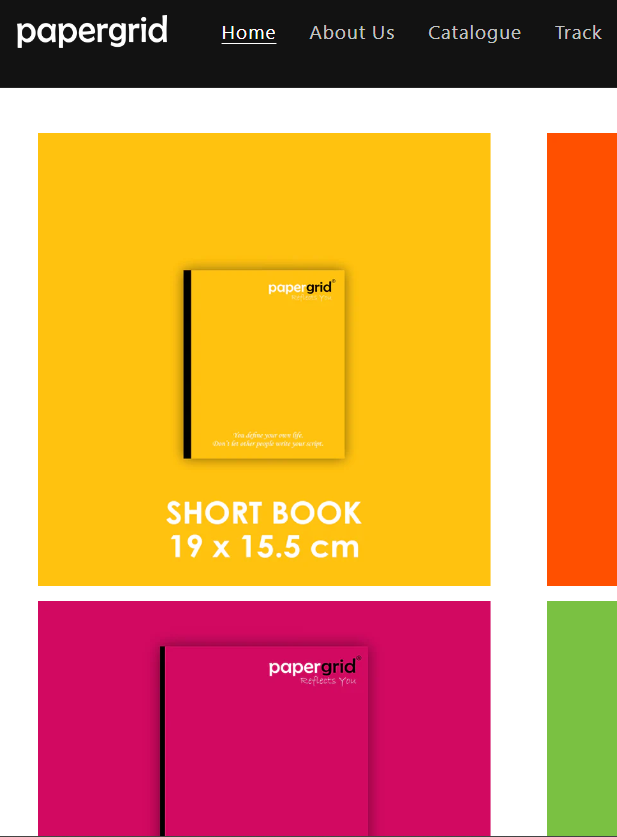 papergrid
Home About Us Catalogue Track
papergrid®
Reflects You
You define your own life.
Don't let other people write your script.
SHORT BOOK
19 x 15.5 cm
papergrid®
Reflects You